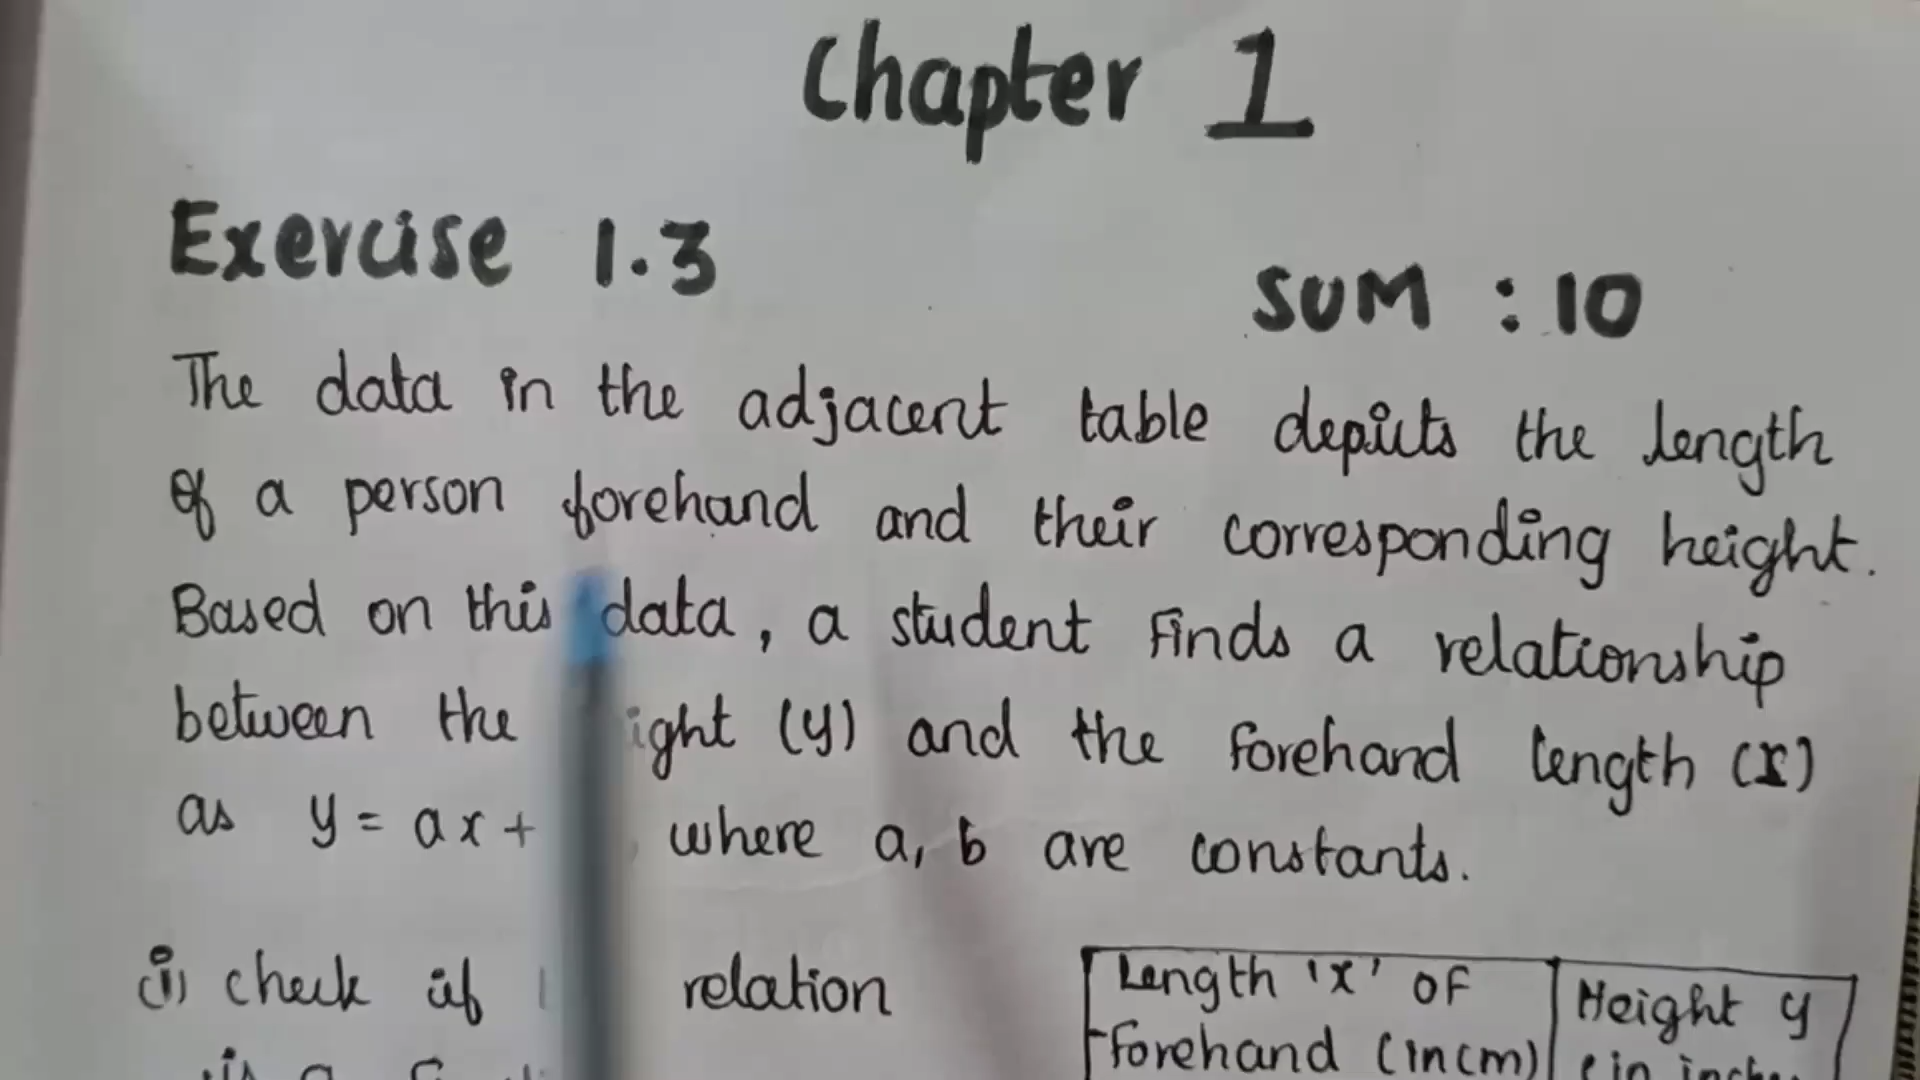 Chapter 1
Exercise 1.3
SUM : 10
The data in the adjacent table depicts the length
of a person forehand and their corresponding height.
Based on this data, a student Finds a relationship
between the ight (y) and the Forehand length (x)
as y = ax + where a, b are constants.
(i) check if relation
Length 'x' OF
Forehand (in cm)
Height y